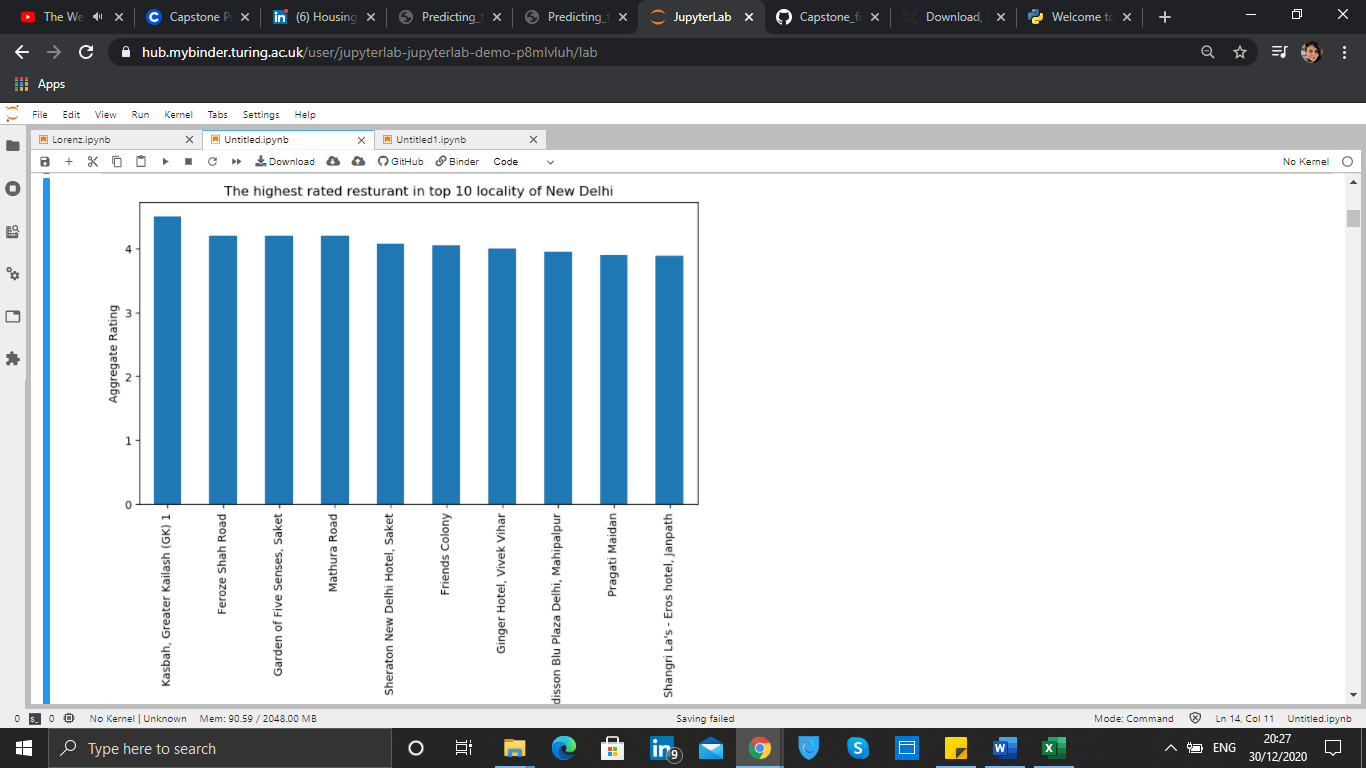 The We
Capstone P
(6) Housing
Predicting_
Predicting_
JupyterLab
Capstone_fi
Download,
Welcome to
hub.mybinder.turing.ac.uk/user/jupyterlab-jupyterlab-demo-p8mlvluh/lab
Apps
File Edit View Run Kernel Tabs Settings Help
Lorenz.ipynb
Untitled.ipynb
Untitled1.ipynb
Download GitHub Binder Code No Kernel
The highest rated resturant in top 10 locality of New Delhi
Aggregate Rating
4
3
2
1
0
Kasbah, Greater Kailash (GK) 1
Feroze Shah Road
Garden of Five Senses, Saket
Mathura Road
Sheraton New Delhi Hotel, Saket
Friends Colony
Ginger Hotel, Vivek Vihar
disson Blu Plaza Delhi, Mahipalpur
Pragati Maidan
Shangri La's - Eros hotel, Janpath
0 0 No Kernel | Unknown Mem: 90.59 / 2048.00 MB Saving failed Mode: Command Ln 14, Col 11 Untitled.ipynb
Type here to search
9
ENG
20:27
30/12/2020